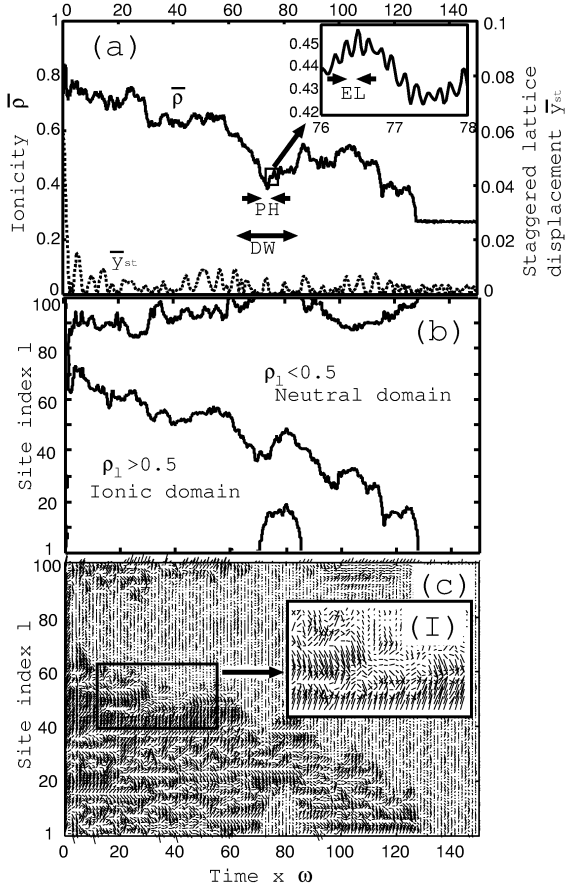 0 20 40 60 80 100 120 140
(a)
1
0.8
0.6
0.4
0.2
0
Ionicity ρ̅
ρ̅
0.45
0.44
0.43
0.42
76 77 78
EL
PH
DW
y̅st
0.1
0.08
0.06
0.04
0.02
0
Staggered lattice
displacement y̅st
(b)
100
80
60
40
20
1
Site index l
ρl<0.5
Neutral domain
ρl>0.5
Ionic domain
(c)
(I)
100
80
60
40
20
1
Site index l
0 20 40 60 80 100 120 140
Time x ω